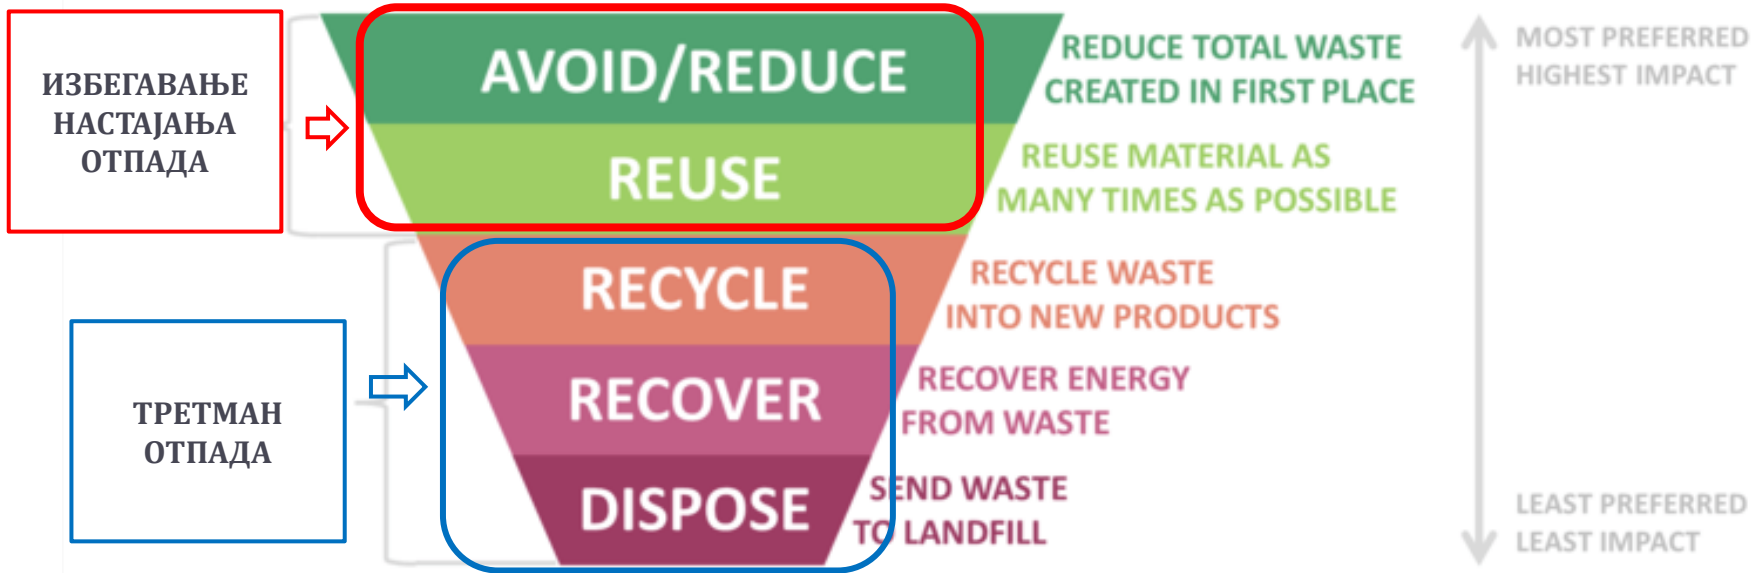 ИЗБЕГАВАЊЕ
НАСТАЈАЊА
ОТПАДА
AVOID/REDUCE
REDUCE TOTAL WASTE
CREATED IN FIRST PLACE
MOST PREFERRED
HIGHEST IMPACT
REUSE
REUSE MATERIAL AS
MANY TIMES AS POSSIBLE
ТРЕТМАН
ОТПАДА
RECYCLE
RECYCLE WASTE
INTO NEW PRODUCTS
RECOVER
RECOVER ENERGY
FROM WASTE
DISPOSE
SEND WASTE
TO LANDFILL
LEAST PREFERRED
LEAST IMPACT